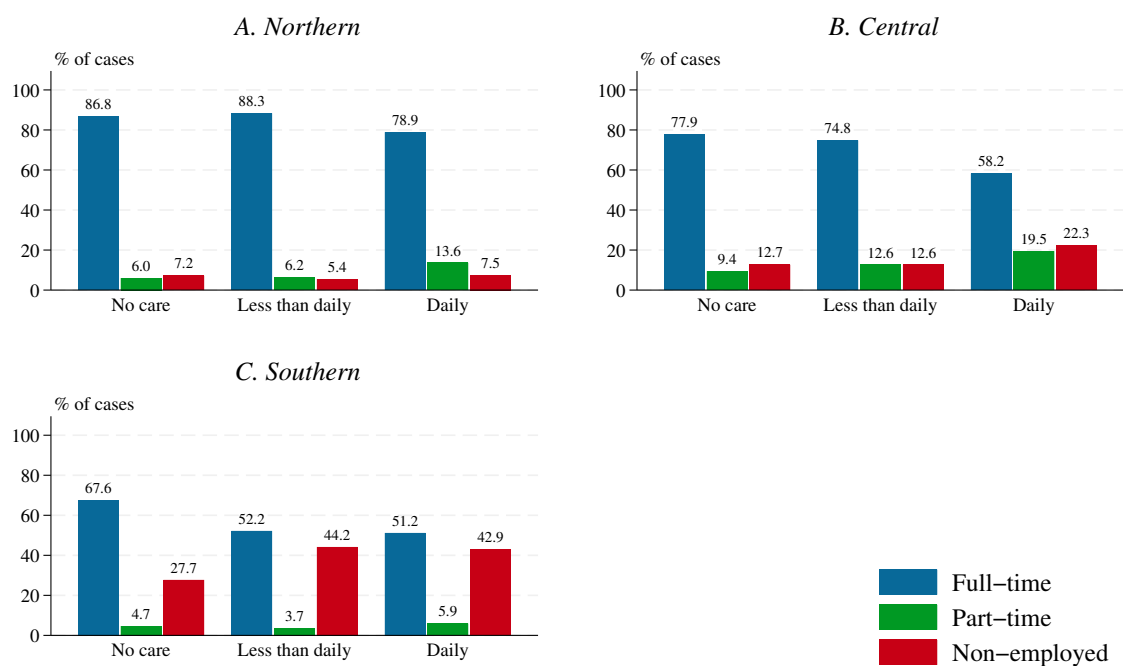 A. Northern
% of cases
100
80
60
40
20
0
86.8
6.0
7.2
88.3
6.2
5.4
78.9
13.6
7.5
No care
Less than daily
Daily
B. Central
% of cases
100
80
60
40
20
0
77.9
9.4
12.7
74.8
12.6
12.6
58.2
19.5
22.3
No care
Less than daily
Daily
C. Southern
% of cases
100
80
60
40
20
0
67.6
4.7
27.7
52.2
3.7
44.2
51.2
5.9
42.9
No care
Less than daily
Daily
Full−time
Part−time
Non−employed